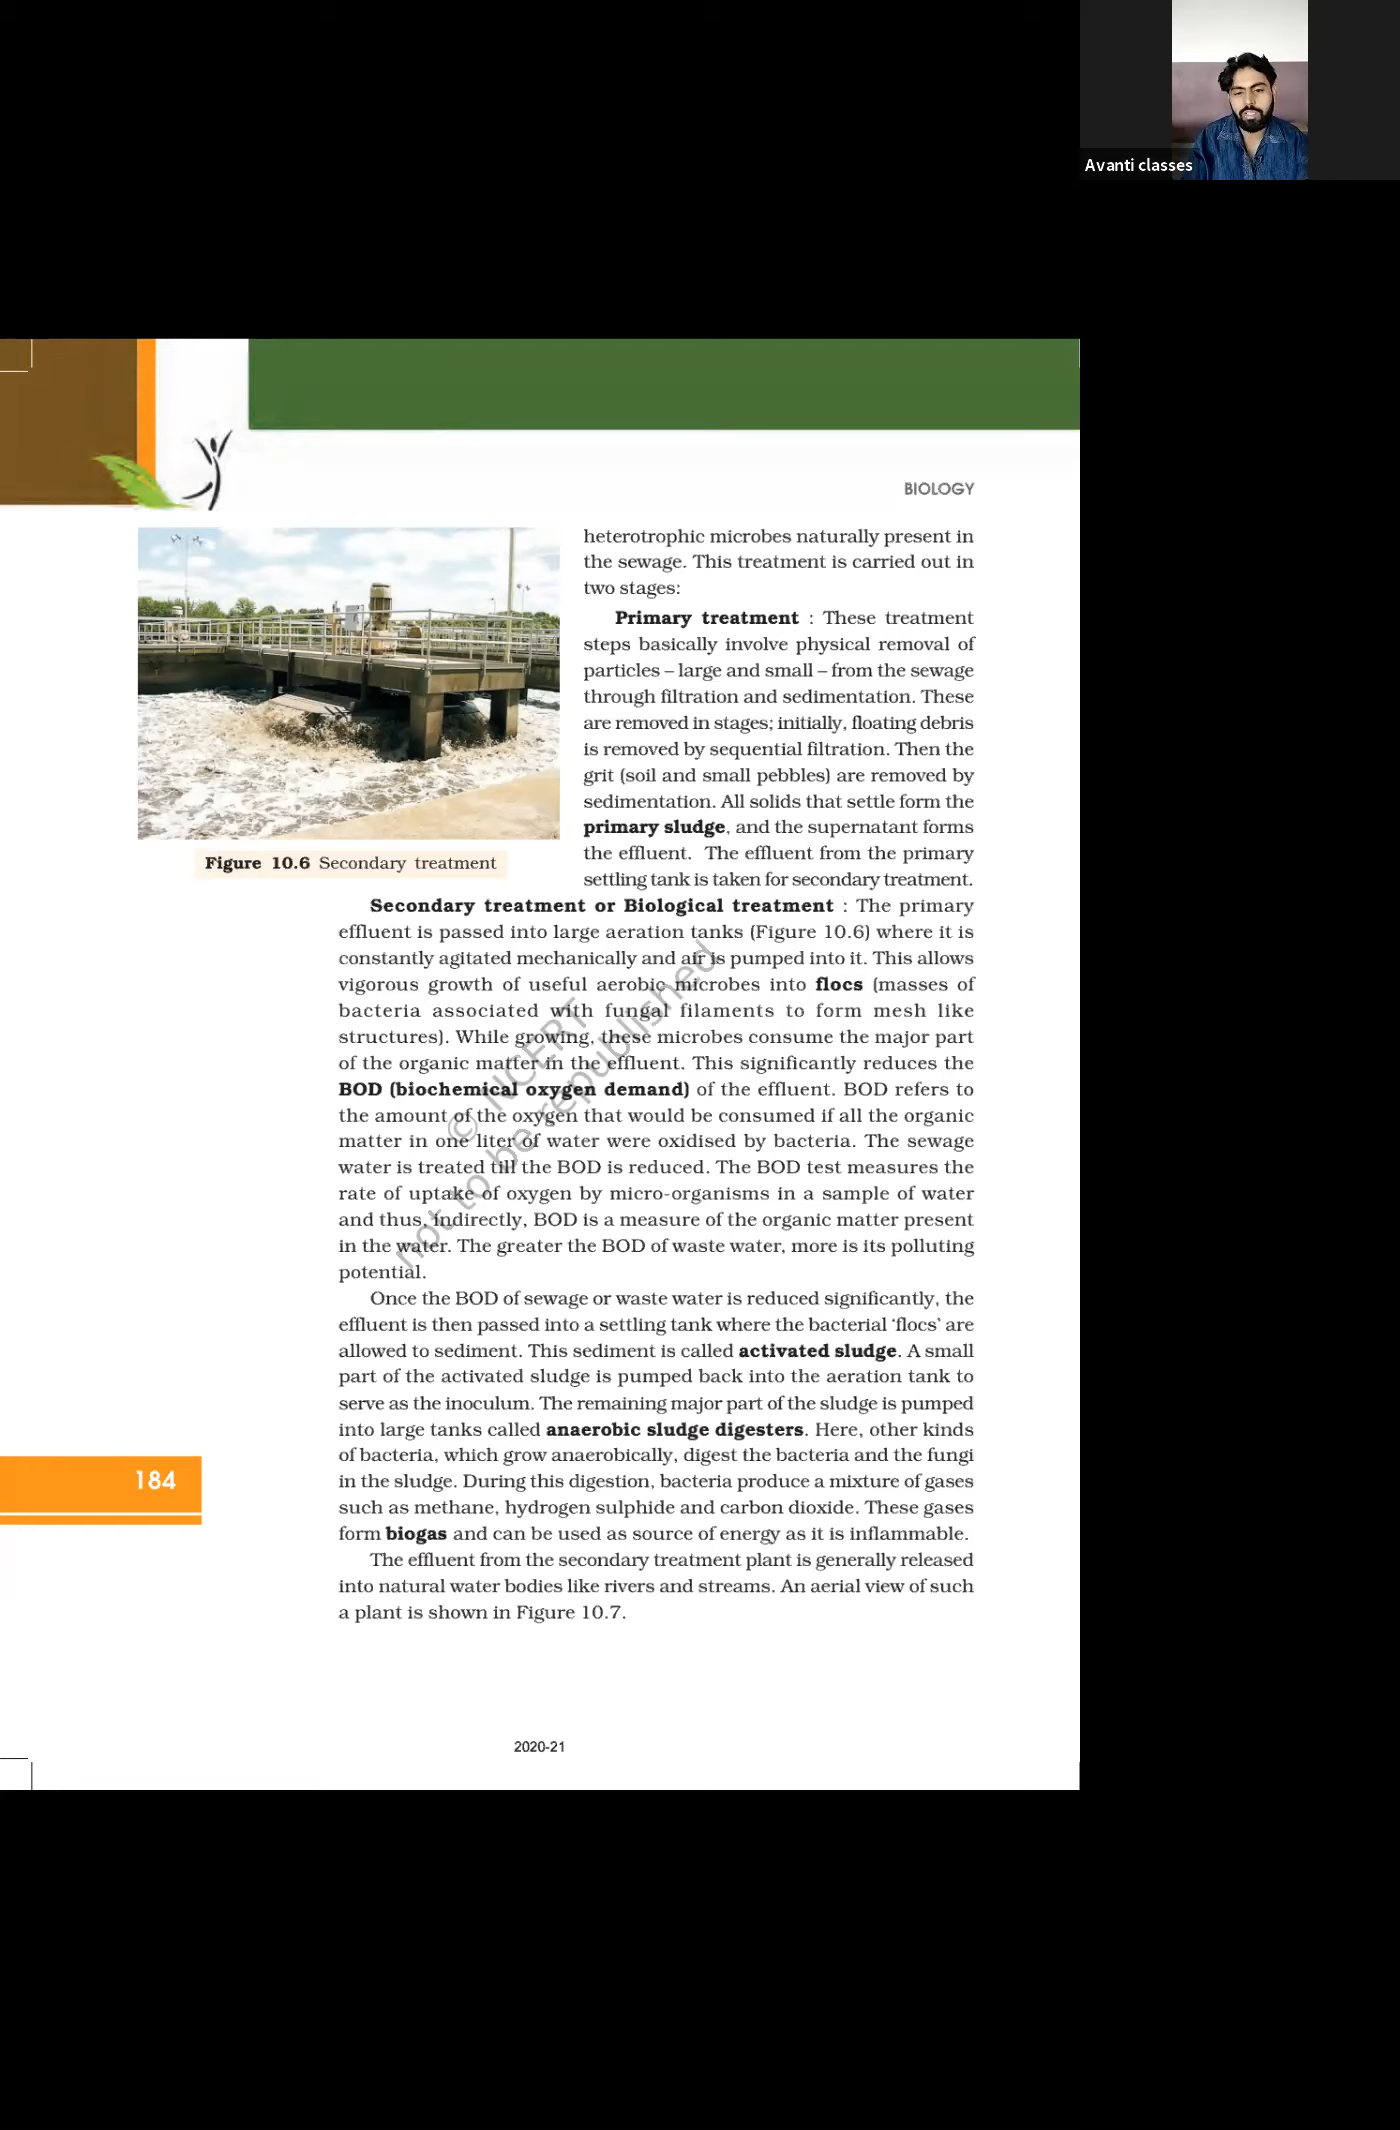 Avanti classes
BIOLOGY
heterotrophic microbes naturally present in
the sewage. This treatment is carried out in
two stages:
Primary treatment : These treatment
steps basically involve physical removal of
particles – large and small – from the sewage
through filtration and sedimentation. These
are removed in stages; initially, floating debris
is removed by sequential filtration. Then the
grit (soil and small pebbles) are removed by
sedimentation. All solids that settle form the
primary sludge, and the supernatant forms
the effluent. The effluent from the primary
settling tank is taken for secondary treatment.
Figure 10.6 Secondary treatment
Secondary treatment or Biological treatment : The primary
effluent is passed into large aeration tanks (Figure 10.6) where it is
constantly agitated mechanically and air is pumped into it. This allows
vigorous growth of useful aerobic microbes into flocs (masses of
bacteria associated with fungal filaments to form mesh like
structures). While growing, these microbes consume the major part
of the organic matter in the effluent. This significantly reduces the
BOD (biochemical oxygen demand) of the effluent. BOD refers to
the amount of the oxygen that would be consumed if all the organic
matter in one liter of water were oxidised by bacteria. The sewage
water is treated till the BOD is reduced. The BOD test measures the
rate of uptake of oxygen by micro-organisms in a sample of water
and thus, indirectly, BOD is a measure of the organic matter present
in the water. The greater the BOD of waste water, more is its polluting
potential.
Once the BOD of sewage or waste water is reduced significantly, the
effluent is then passed into a settling tank where the bacterial ‘flocs’ are
allowed to sediment. This sediment is called activated sludge. A small
part of the activated sludge is pumped back into the aeration tank to
serve as the inoculum. The remaining major part of the sludge is pumped
into large tanks called anaerobic sludge digesters. Here, other kinds
of bacteria, which grow anaerobically, digest the bacteria and the fungi
in the sludge. During this digestion, bacteria produce a mixture of gases
such as methane, hydrogen sulphide and carbon dioxide. These gases
form biogas and can be used as source of energy as it is inflammable.
The effluent from the secondary treatment plant is generally released
into natural water bodies like rivers and streams. An aerial view of such
a plant is shown in Figure 10.7.
© NCERT
not to be republished
184
2020-21